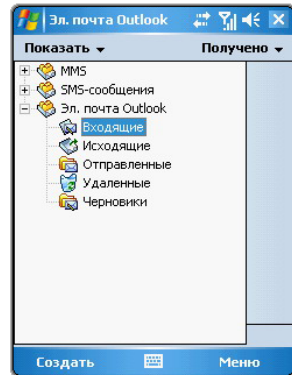 Эл. почта Outlook
Показать Получено
MMS
SMS-сообщения
Эл. почта Outlook
Входящие
Исходящие
Отправленные
Удаленные
Черновики
Создать Меню